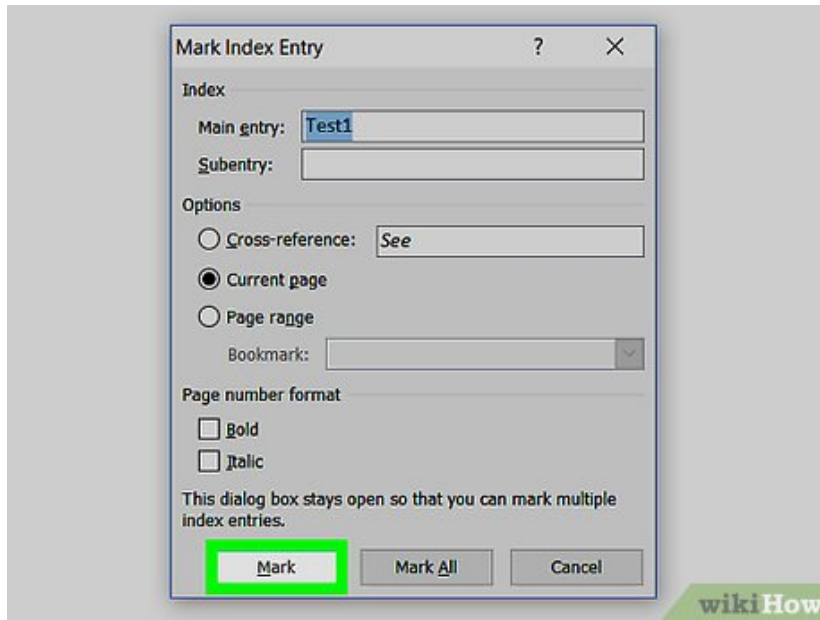 Mark Index Entry ? ×
Index
Main entry: Test1
Subentry:
Options
Cross-reference: See
Current page
Page range
Bookmark:
Page number format
Bold
Italic
This dialog box stays open so that you can mark multiple
index entries.
Mark Mark All Cancel
wikiHow